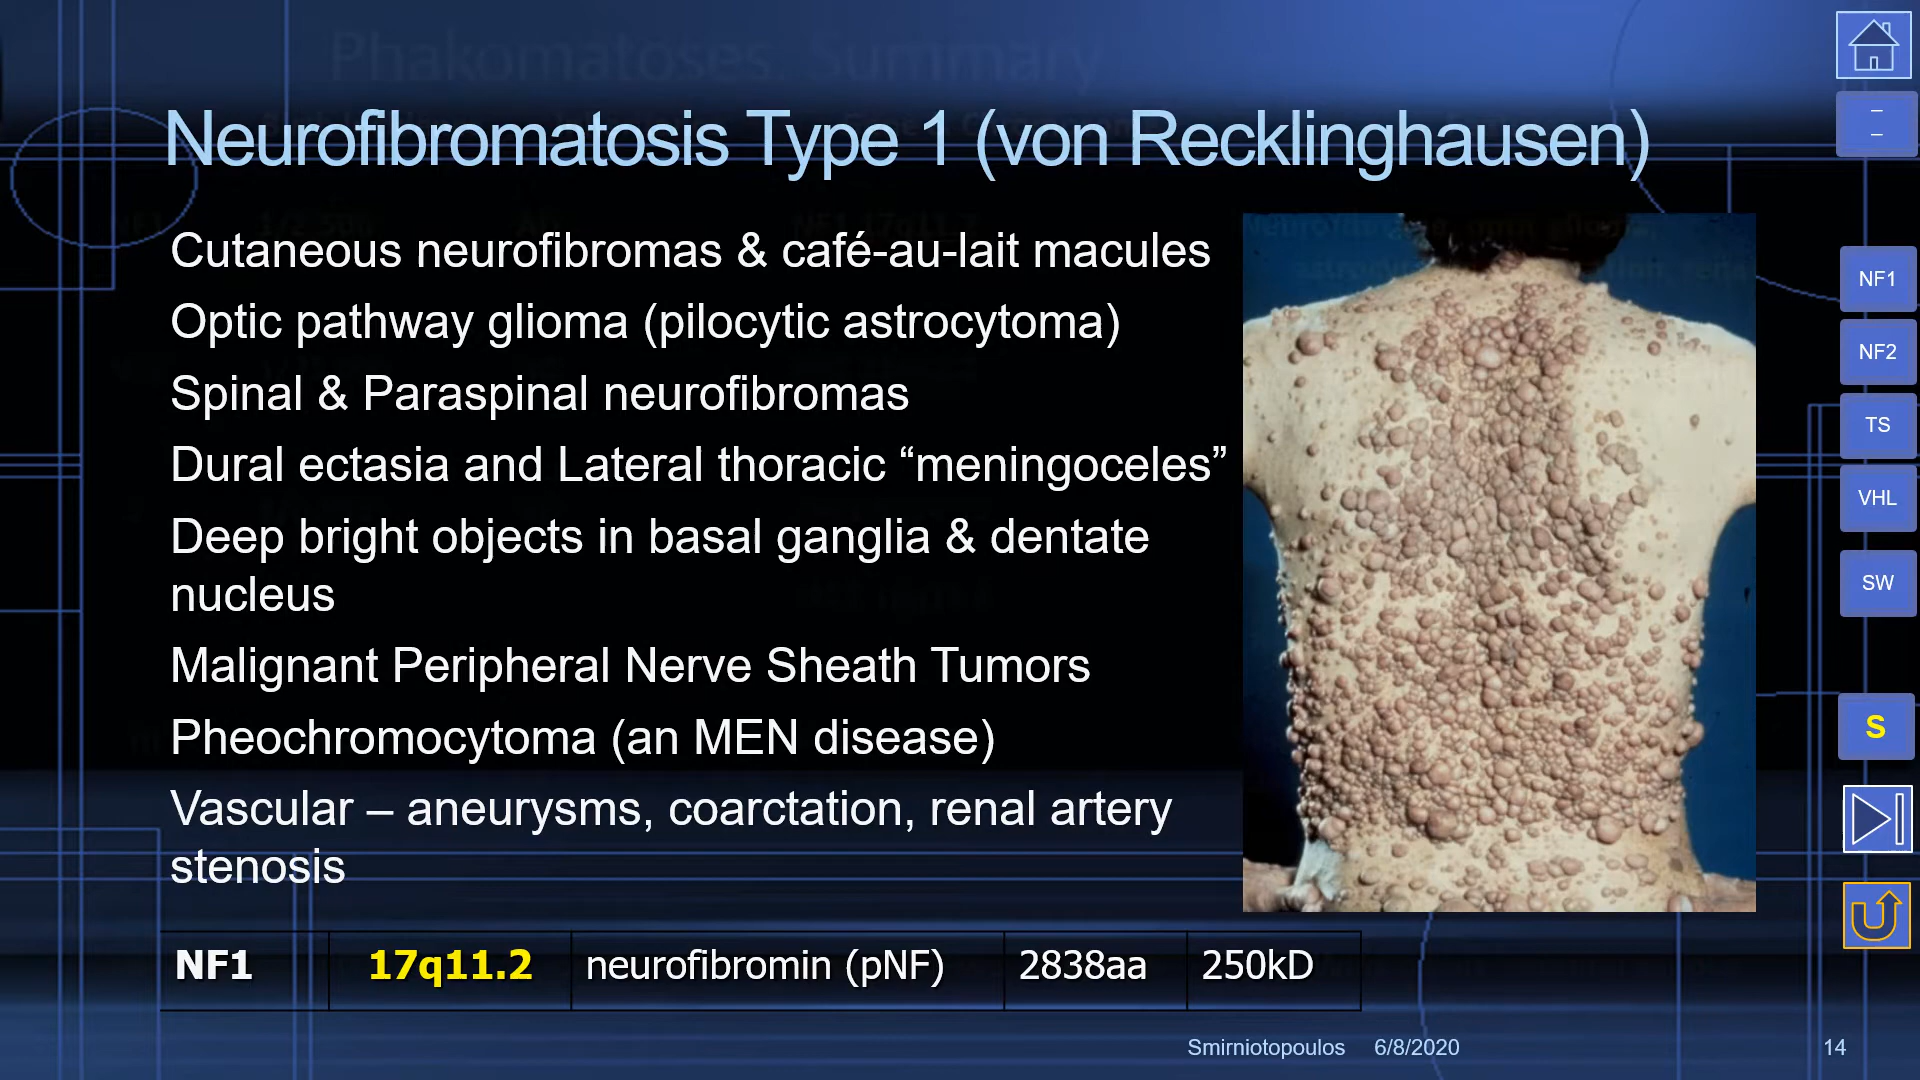 Phakomatoses Summary
Neurofibromatosis Type 1 (von Recklinghausen)
Cutaneous neurofibromas & café-au-lait macules
Optic pathway glioma (pilocytic astrocytoma)
Spinal & Paraspinal neurofibromas
Dural ectasia and Lateral thoracic “meningoceles”
Deep bright objects in basal ganglia & dentate
nucleus
Malignant Peripheral Nerve Sheath Tumors
Pheochromocytoma (an MEN disease)
Vascular – aneurysms, coarctation, renal artery
stenosis
NF1 17q11.2 neurofibromin (pNF) 2838aa 250kD
NF1
NF2
TS
VHL
SW
S
Smirniotopoulos 6/8/2020 14